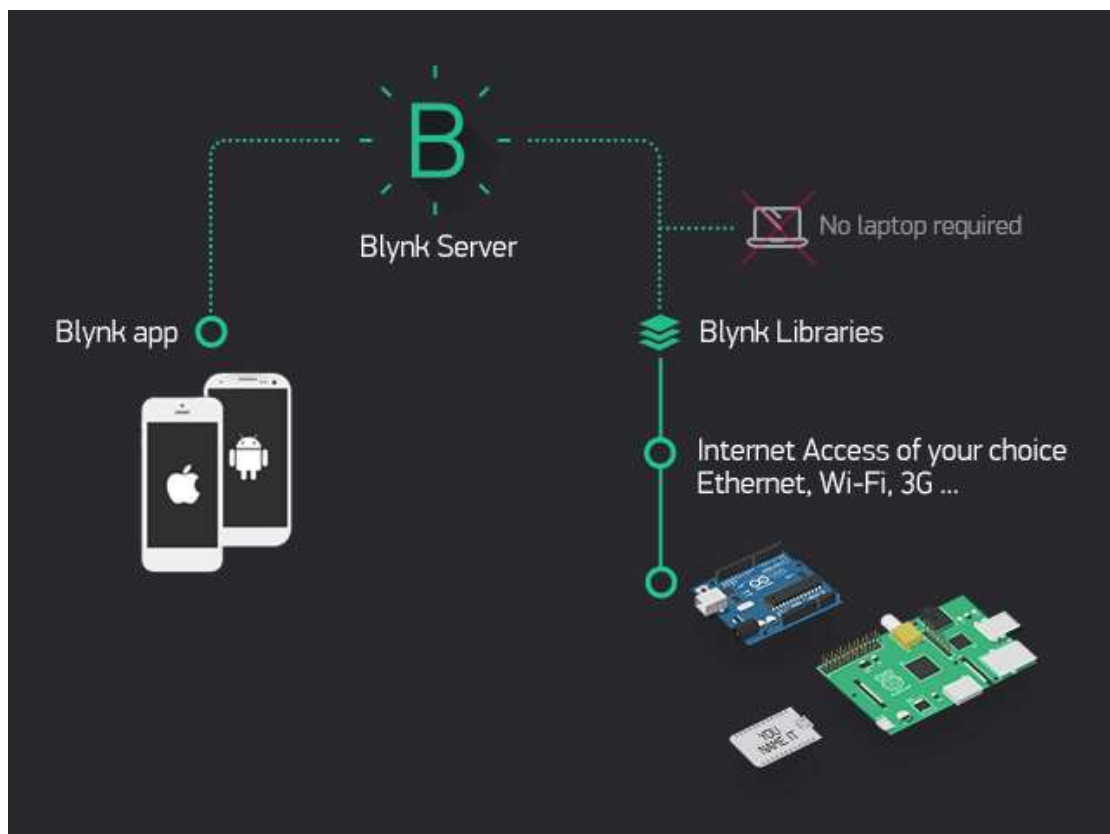 B
Blynk Server
No laptop required
Blynk app
Blynk Libraries
Internet Access of your choice
Ethernet, Wi-Fi, 3G ...
YOU
NAME IT